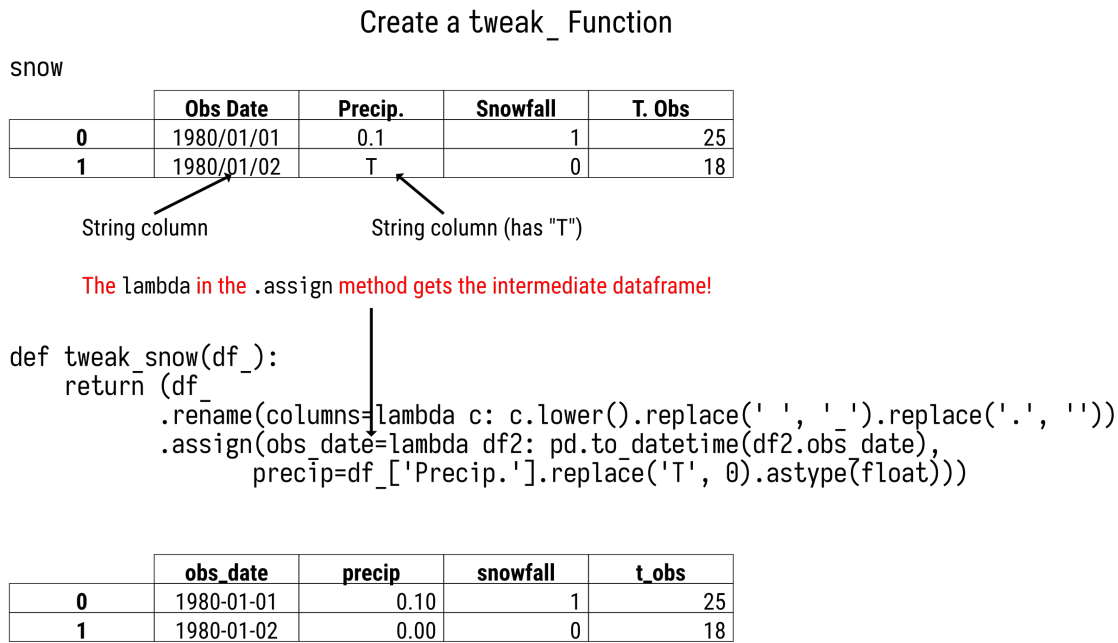 Create a tweak_ Function
snow
Obs Date Precip. Snowfall T. Obs
0 1980/01/01 0.1 1 25
1 1980/01/02 T 0 18
String column String column (has "T")
The lambda in the .assign method gets the intermediate dataframe!
def tweak_snow(df_):
    return (df_
        .rename(columns=lambda c: c.lower().replace(' ', '_').replace('.', ''))
        .assign(obs_date=lambda df2: pd.to_datetime(df2.obs_date),
            precip=df_['Precip.'].replace('T', 0).astype(float)))
obs_date precip snowfall t_obs
0 1980-01-01 0.10 1 25
1 1980-01-02 0.00 0 18